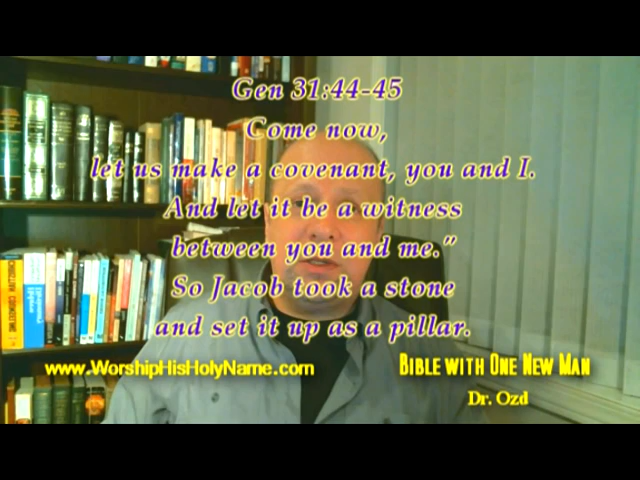 Gen 31:44-45
Come now,
let us make a covenant, you and I.
And let it be a witness
between you and me.”
So Jacob took a stone
and set it up as a pillar.
www.WorshipHisHolyName.com
Bible with One New Man
Dr. Ozd